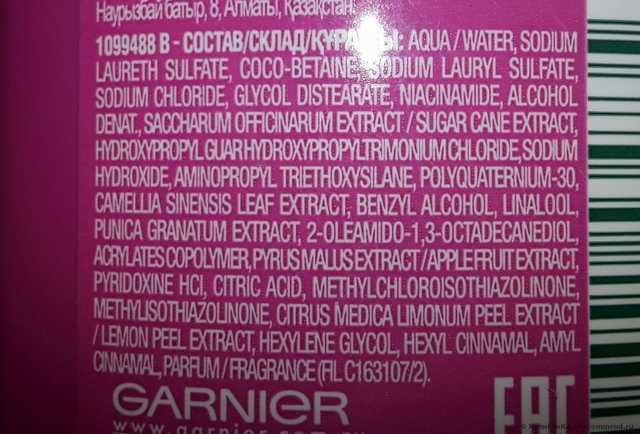 Наурызбай батыр, 8, Алматы, Қазақстан.
1099488 B - СОСТАВ/СКЛАД/ҚҰРАМЫ: AQUA / WATER, SODIUM
LAURETH SULFATE, COCO-BETAINE, SODIUM LAURYL SULFATE,
SODIUM CHLORIDE, GLYCOL DISTEARATE, NIACINAMIDE, ALCOHOL
DENAT., SACCHARUM OFFICINARUM EXTRACT / SUGAR CANE EXTRACT,
HYDROXYPROPYL GUAR HYDROXYPROPYLTRIMONIUM CHLORIDE, SODIUM
HYDROXIDE, AMINOPROPYL TRIETHOXYSILANE, POLYQUATERNIUM-30,
CAMELLIA SINENSIS LEAF EXTRACT, BENZYL ALCOHOL, LINALOOL,
PUNICA GRANATUM EXTRACT, 2-OLEAMIDO-1,3-OCTADECANEDIOL,
ACRYLATES COPOLYMER, PYRUS MALUS EXTRACT / APPLE FRUIT EXTRACT,
PYRIDOXINE HCl, CITRIC ACID, METHYLCHLOROISOTHIAZOLINONE,
METHYLISOTHIAZOLINONE, CITRUS MEDICA LIMONUM PEEL EXTRACT
/ LEMON PEEL EXTRACT, HEXYLENE GLYCOL, HEXYL CINNAMAL, AMYL
CINNAMAL, PARFUM / FRAGRANCE (FIL C163107/2).
GARNIER
EAC